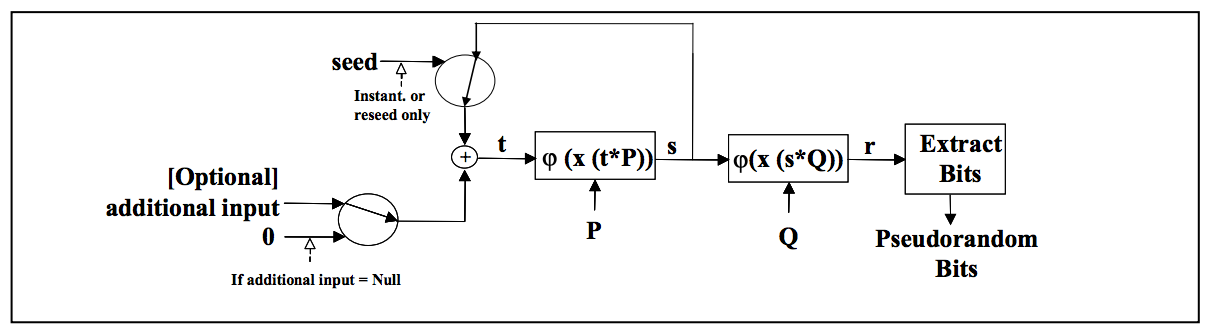 seed
Instant. or
reseed only
[Optional]
additional input
0
If additional input = Null
+
t
φ (x (t*P))
P
s
φ(x (s*Q))
Q
r
Extract
Bits
Pseudorandom
Bits